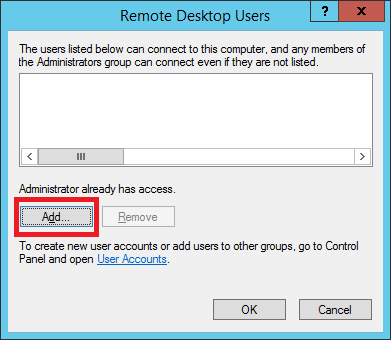 Remote Desktop Users
? X
The users listed below can connect to this computer, and any members of
the Administrators group can connect even if they are not listed.
Administrator already has access.
Add... Remove
To create new user accounts or add users to other groups, go to Control
Panel and open User Accounts.
OK Cancel